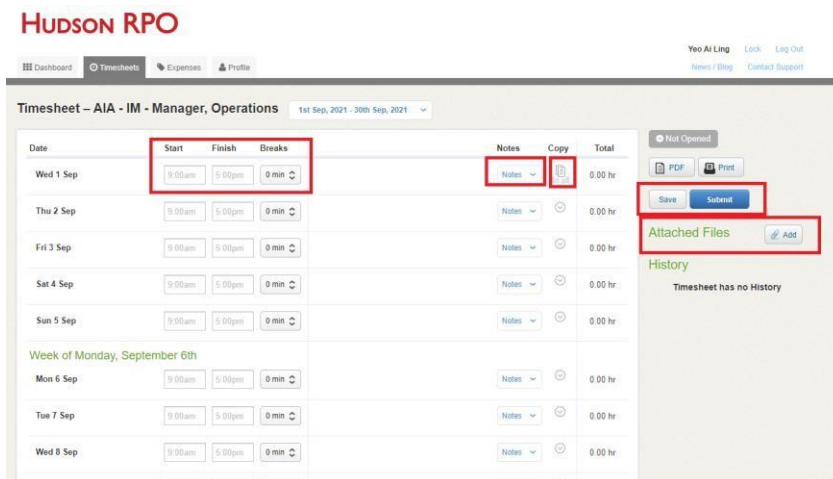 HUDSON RPO
Yeo Ai Ling Lock Log Out
Dashboard Timesheets Expenses Profile
News / Blog Contact Support
Timesheet – AIA - IM - Manager, Operations 1st Sep, 2021 - 30th Sep, 2021
Not Opened
Date Start Finish Breaks Notes Copy Total
PDF Print
Wed 1 Sep 9:00am 5:00pm 0 min Notes 0.00 hr
Save Submit
Thu 2 Sep 9:00am 5:00pm 0 min Notes 0.00 hr
Attached Files Add
Fri 3 Sep 9:00am 5:00pm 0 min Notes 0.00 hr
History
Sat 4 Sep 9:00am 5:00pm 0 min Notes 0.00 hr
Timesheet has no History
Sun 5 Sep 9:00am 5:00pm 0 min Notes 0.00 hr
Week of Monday, September 6th
Mon 6 Sep 9:00am 5:00pm 0 min Notes 0.00 hr
Tue 7 Sep 9:00am 5:00pm 0 min Notes 0.00 hr
Wed 8 Sep 9:00am 5:00pm 0 min Notes 0.00 hr